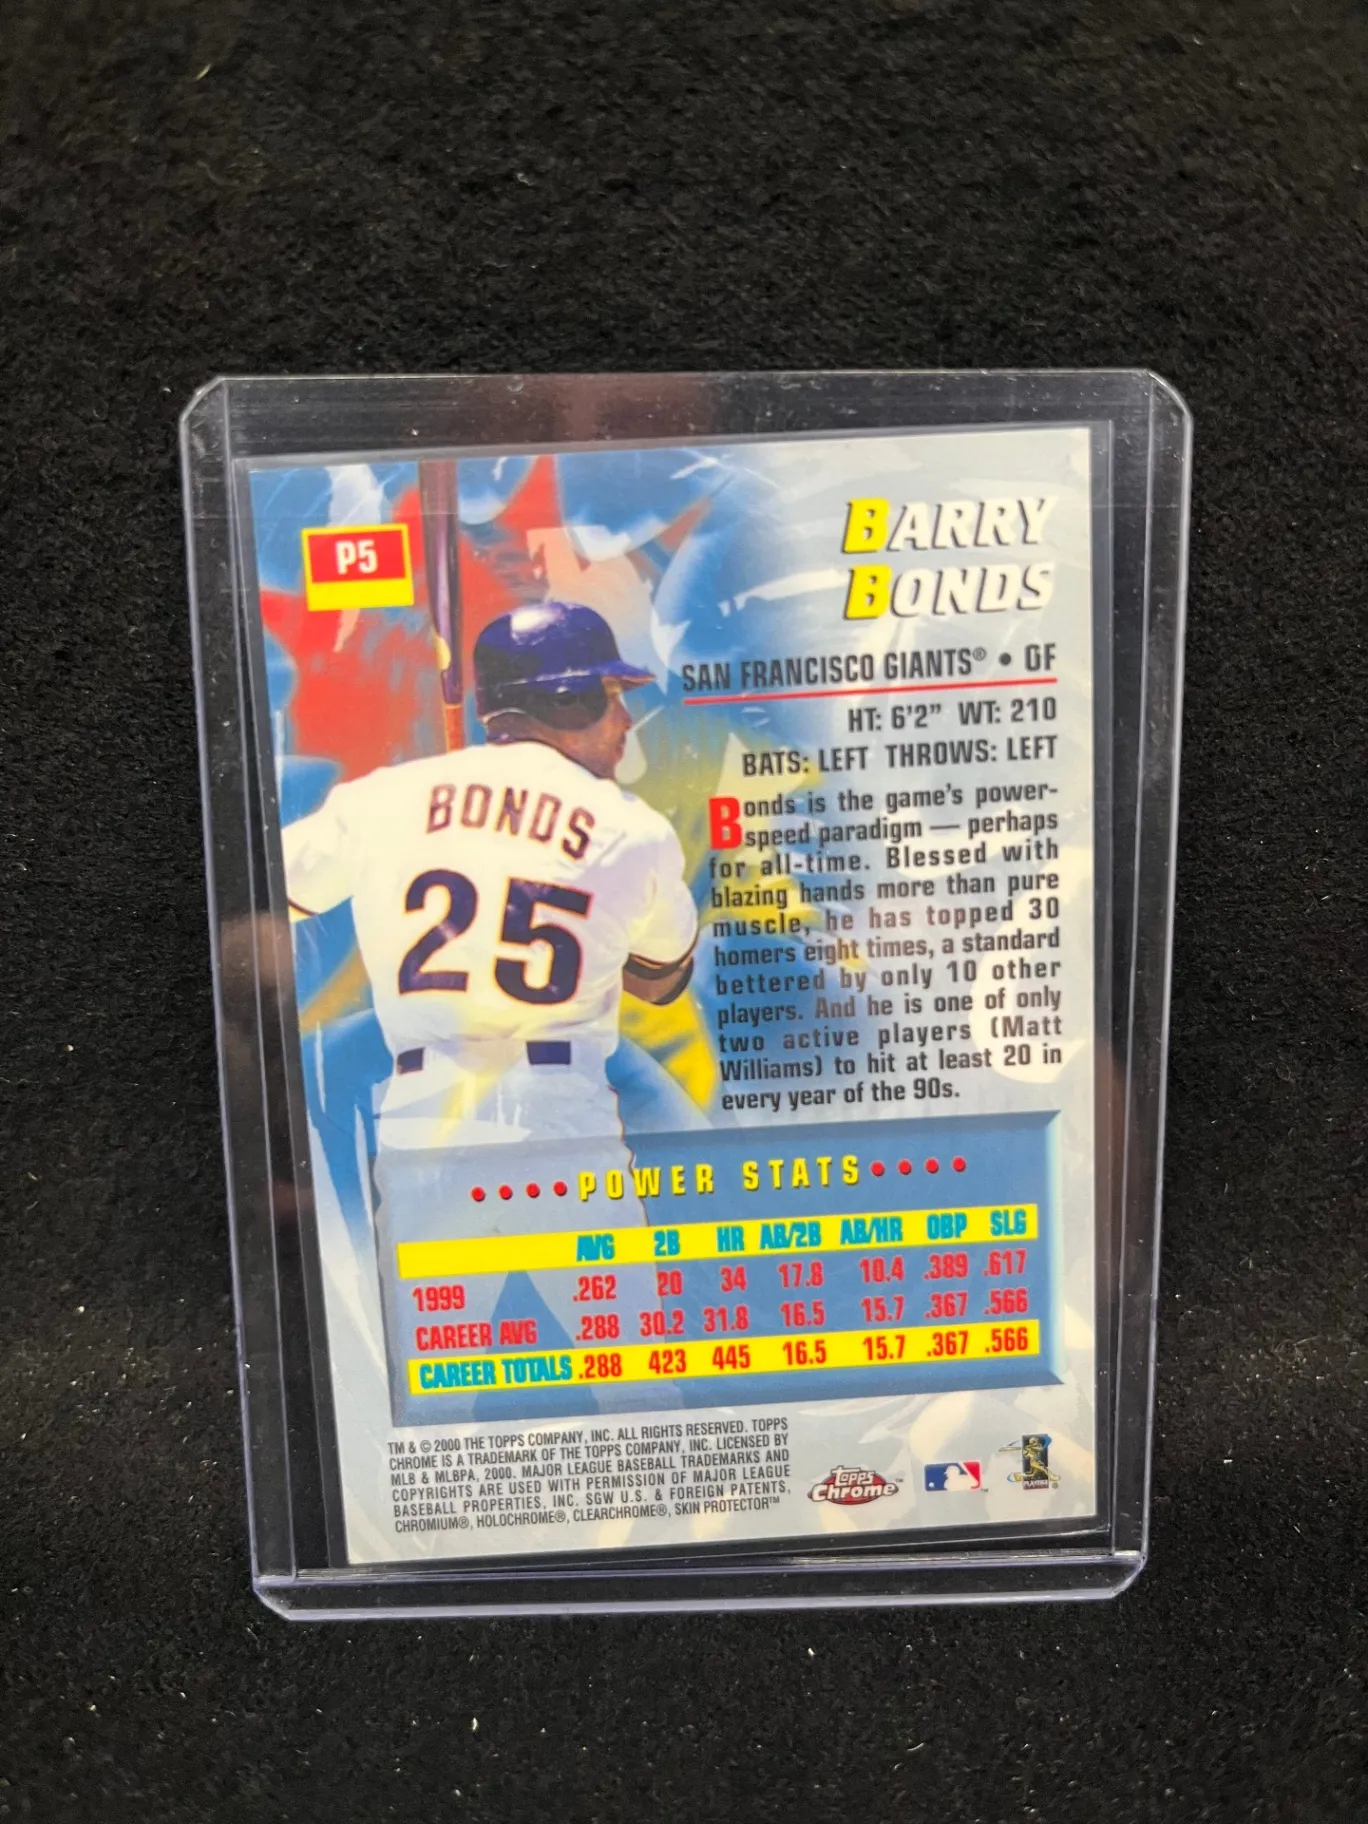 P5
BARRY
BONDS
SAN FRANCISCO GIANTS® • OF
HT: 6'2" WT: 210
BATS: LEFT THROWS: LEFT
Bonds is the game's power-
speed paradigm — perhaps
for all-time. Blessed with
blazing hands more than pure
muscle, he has topped 30
homers eight times, a standard
bettered by only 10 other
players. And he is one of only
two active players (Matt
Williams) to hit at least 20 in
every year of the 90s.
BONDS
25
••••POWER STATS••••
AVG 2B HR AB/2B AB/HR OBP SLG
1999 .262 20 34 17.8 10.4 .389 .617
CAREER AVG .288 30.2 31.8 16.5 15.7 .367 .566
CAREER TOTALS .288 423 445 16.5 15.7 .367 .566
TM & © 2000 THE TOPPS COMPANY, INC. ALL RIGHTS RESERVED. TOPPS
CHROME IS A TRADEMARK OF THE TOPPS COMPANY, INC. LICENSED BY
MLB & MLBPA, 2000. MAJOR LEAGUE BASEBALL TRADEMARKS AND
COPYRIGHTS ARE USED WITH PERMISSION OF MAJOR LEAGUE
BASEBALL PROPERTIES, INC. SGW U.S. & FOREIGN PATENTS,
CHROMIUM®, HOLOCHROME®, CLEARCHROME®, SKIN PROTECTOR™
Topps
Chrome™